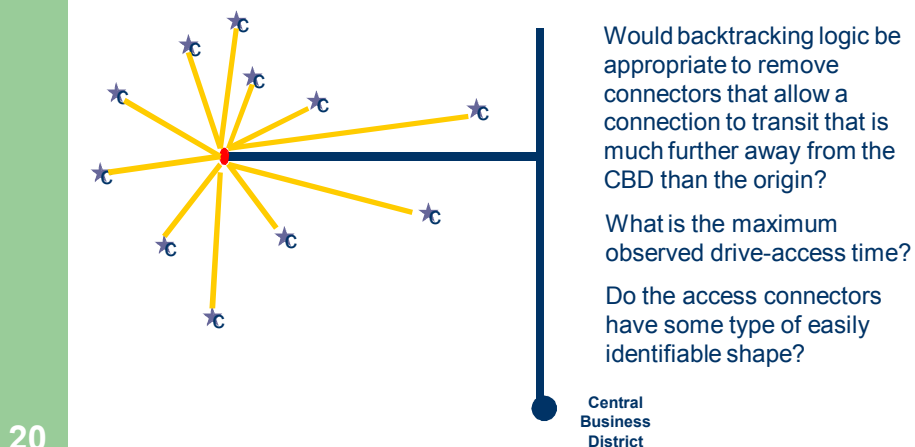 C
C
C
C
C
C
C
C
C
C
C
Would backtracking logic be
appropriate to remove
connectors that allow a
connection to transit that is
much further away from the
CBD than the origin?
What is the maximum
observed drive-access time?
Do the access connectors
have some type of easily
identifiable shape?
Central
Business
District
20